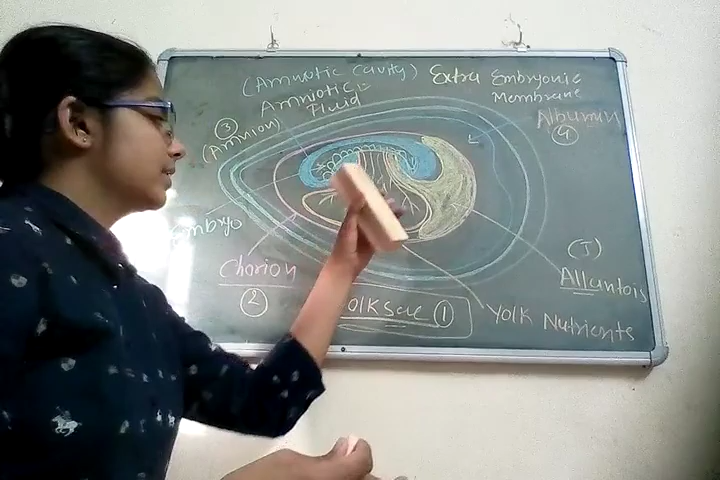 (Amniotic Cavity)
Extra Embryonic
Membrane
Amniotic :-
Fluid
Albumin
④
③
(Amnion)
Embryo
Chorion
②
olk Sac ①
Yolk Nutrients
(J)
Allantois